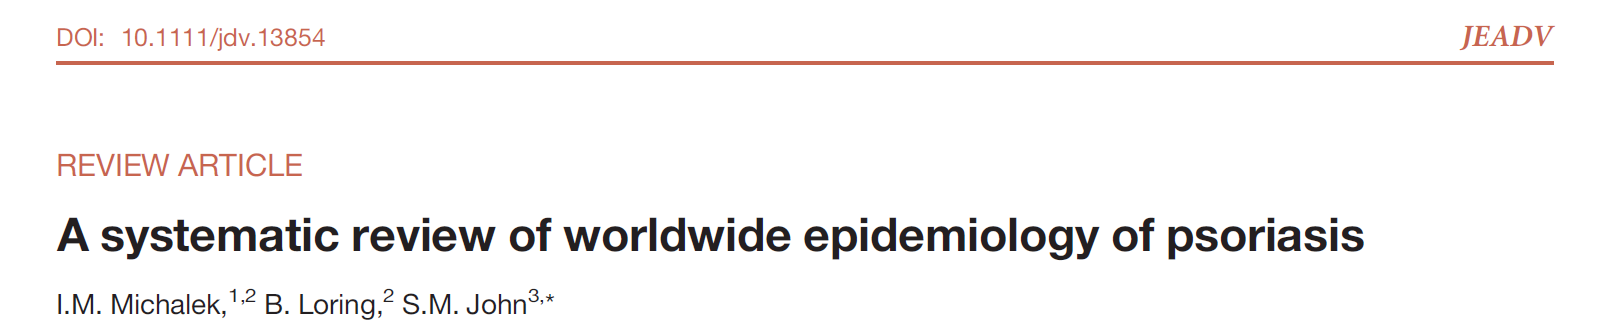 DOI: 10.1111/jdv.13854 JEADV
REVIEW ARTICLE
A systematic review of worldwide epidemiology of psoriasis
I.M. Michalek,1,2 B. Loring,2 S.M. John3,*